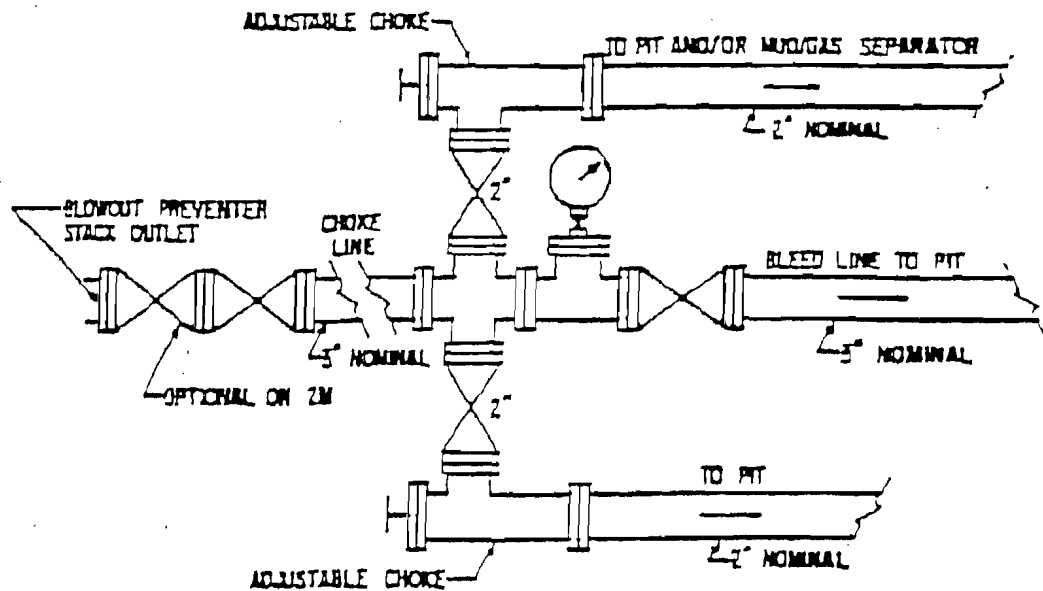 ADJUSTABLE CHOKE
TO PIT AND/OR MUD/GAS SEPARATOR
2" NOMINAL
2"
BLOWOUT PREVENTER
STACK OUTLET
CHOKE
LINE
BLEED LINE TO PIT
3" NOMINAL
3" NOMINAL
OPTIONAL ON 2M
2"
TO PIT
2" NOMINAL
ADJUSTABLE CHOKE